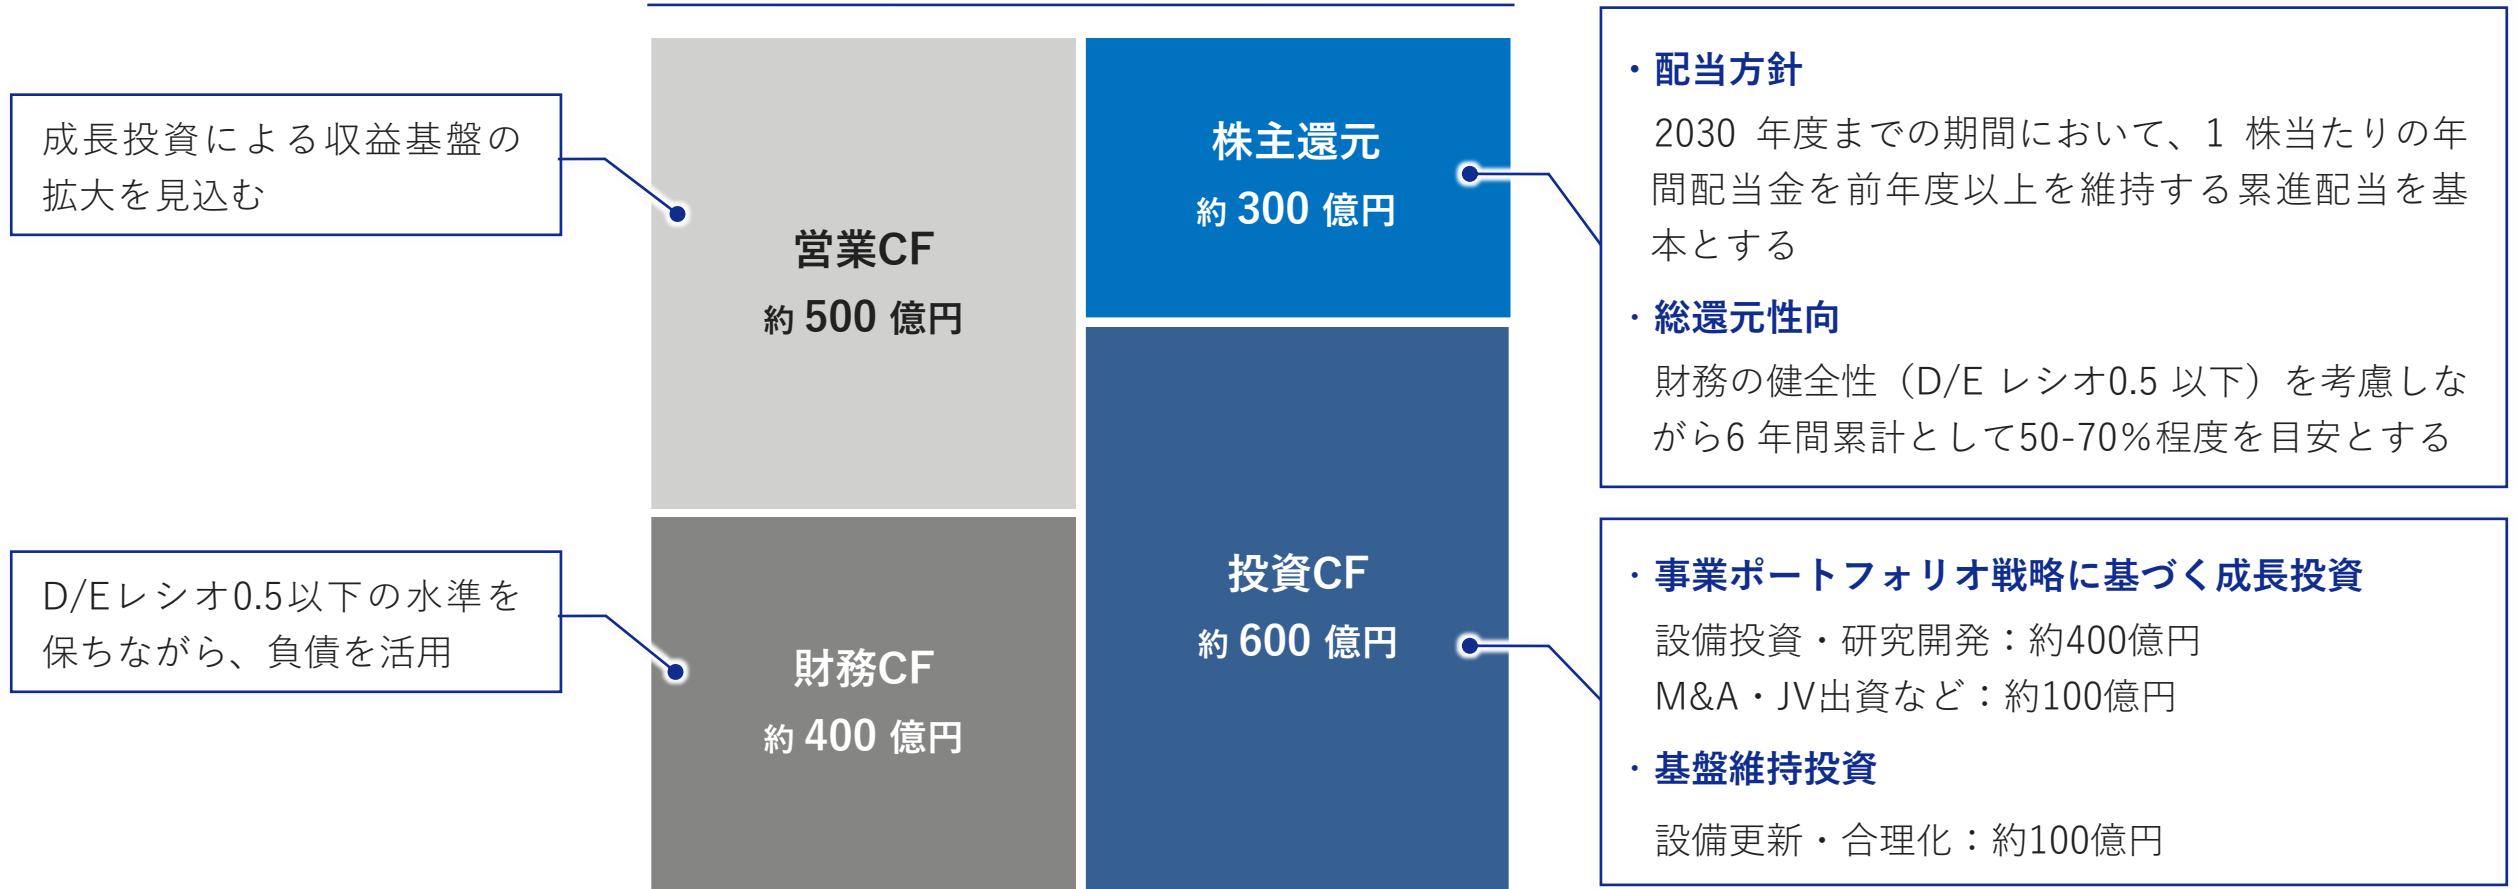 成長投資による収益基盤の
拡大を見込む
D/Eレシオ0.5以下の水準を
保ちながら、負債を活用
営業CF
約 500 億円
財務CF
約 400 億円
株主還元
約 300 億円
投資CF
約 600 億円
・配当方針
2030 年度までの期間において、1 株当たりの年
間配当金を前年度以上を維持する累進配当を基
本とする
・総還元性向
財務の健全性（D/E レシオ0.5 以下）を考慮しな
がら6 年間累計として50-70%程度を目安とする
・事業ポートフォリオ戦略に基づく成長投資
設備投資・研究開発：約400億円
M&A・JV出資など：約100億円
・基盤維持投資
設備更新・合理化：約100億円